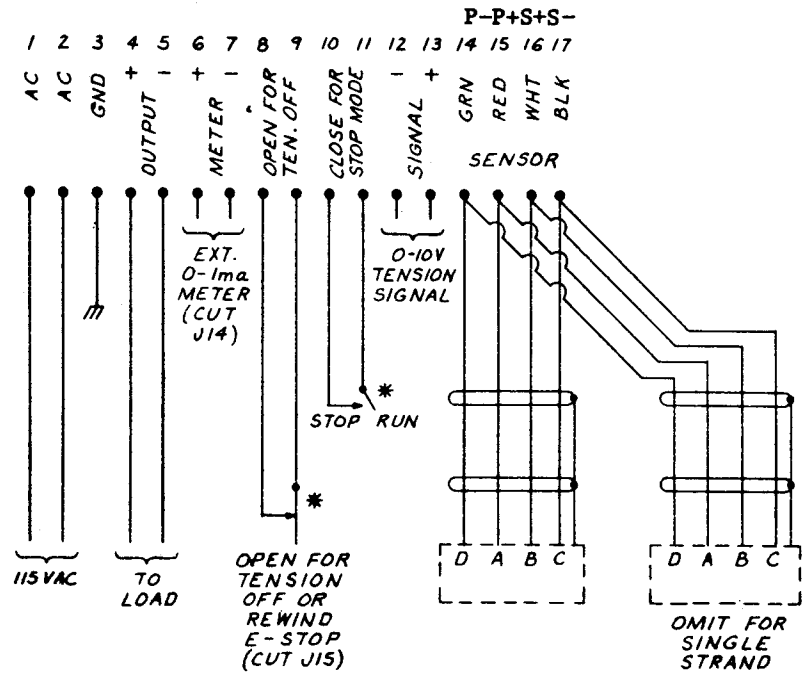 P-P+S+S-
1 2 3 4 5 6 7 8 9 10 11 12 13 14 15 16 17
AC
AC
GND
+ -
OUTPUT
+ -
METER
OPEN FOR
TEN. OFF
CLOSE FOR
STOP MODE
- +
SIGNAL
GRN
RED
WHT
BLK
SENSOR
EXT.
0-1ma
METER
(CUT
J14)
0-10V
TENSION
SIGNAL
*
STOP RUN
*
D A B C
D A B C
115VAC
TO
LOAD
OPEN FOR
TENSION
OFF OR
REWIND
E-STOP
(CUT J15)
OMIT FOR
SINGLE
STRAND